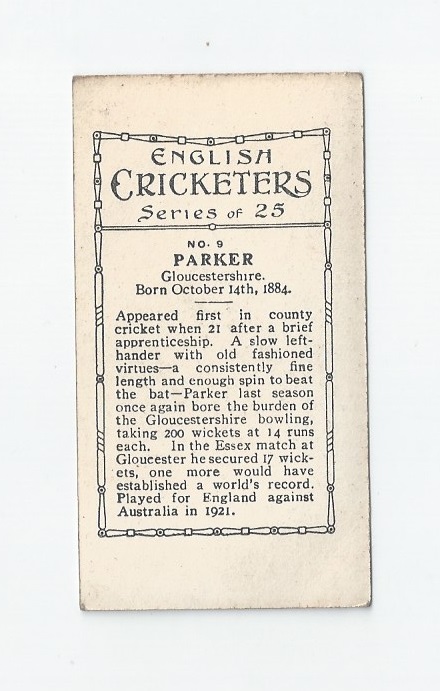 ENGLISH
CRICKETERS
Series of 25
NO. 9
PARKER
Gloucestershire.
Born October 14th, 1884.
Appeared first in county
cricket when 21 after a brief
apprenticeship. A slow left-
hander with old fashioned
virtues—a consistently fine
length and enough spin to beat
the bat—Parker last season
once again bore the burden of
the Gloucestershire bowling,
taking 200 wickets at 14 runs
each. In the Essex match at
Gloucester he secured 17 wick-
ets, one more would have
established a world's record.
Played for England against
Australia in 1921.